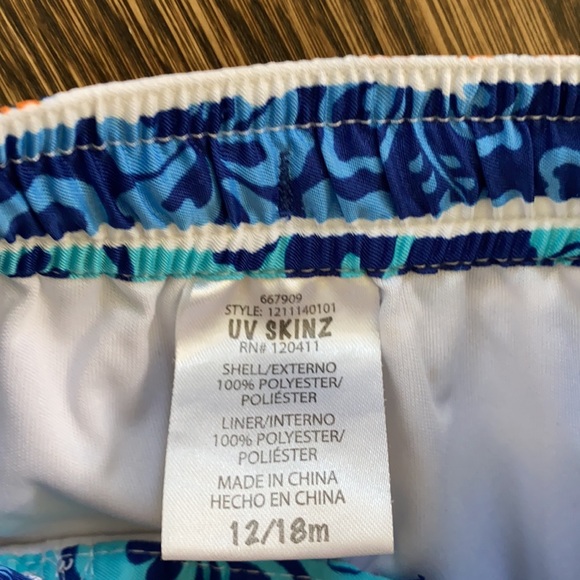 667909
STYLE: 1211140101
UV SKINZ
RN# 120411
SHELL/EXTERNO
100% POLYESTER/
POLIÉSTER
LINER/INTERNO
100% POLYESTER/
POLIÉSTER
MADE IN CHINA
HECHO EN CHINA
12/18m